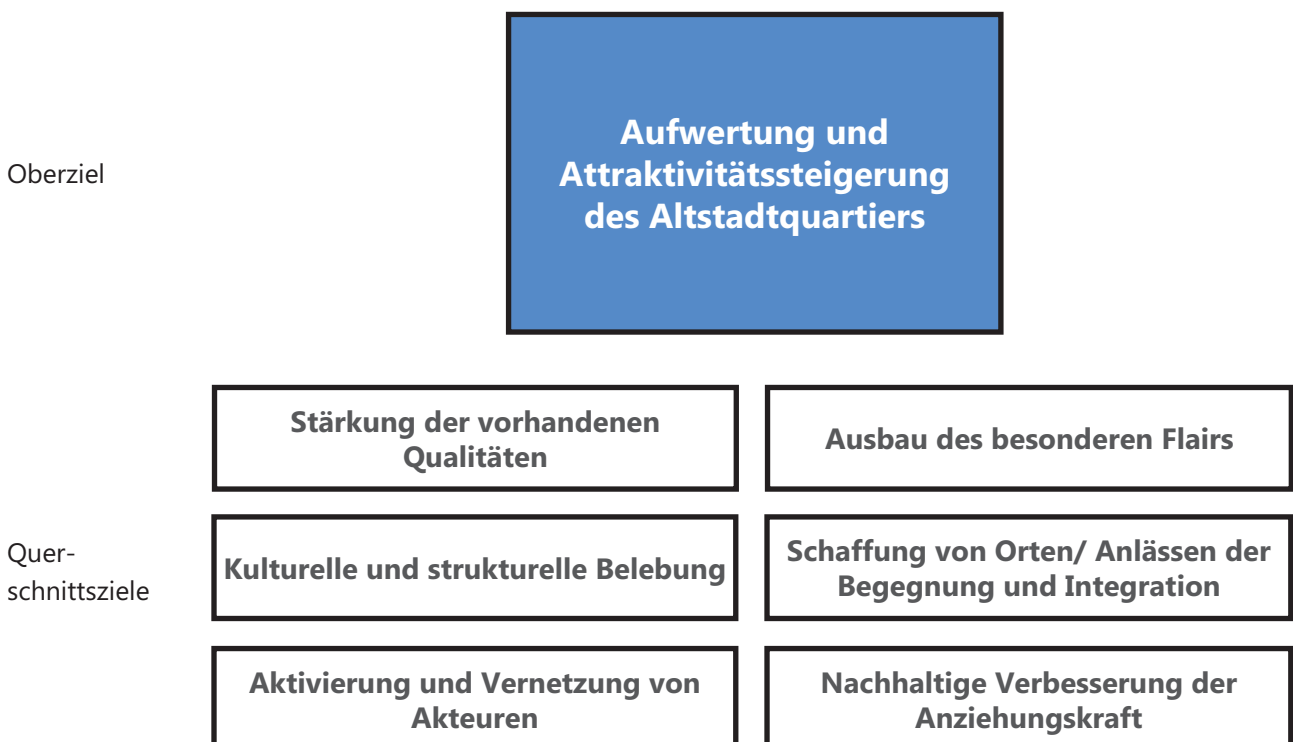 Oberziel
Aufwertung und
Attraktivitätssteigerung
des Altstadtquartiers
Quer-
schnittsziele
Stärkung der vorhandenen
Qualitäten
Ausbau des besonderen Flairs
Kulturelle und strukturelle Belebung
Schaffung von Orten/ Anlässen der
Begegnung und Integration
Aktivierung und Vernetzung von
Akteuren
Nachhaltige Verbesserung der
Anziehungskraft